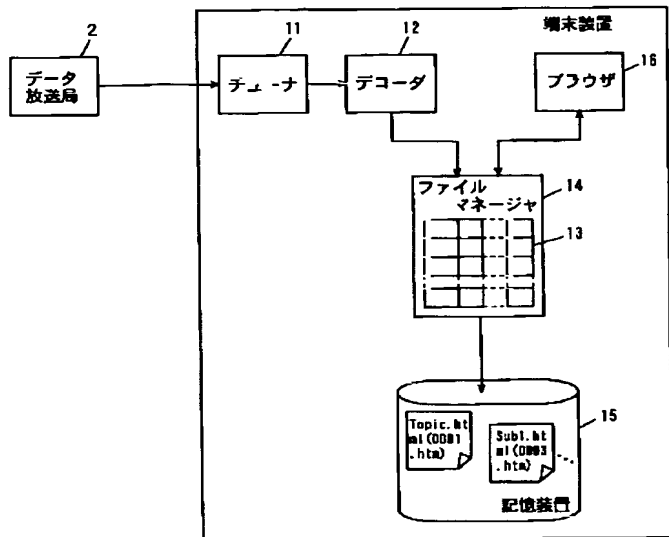 端末装置
2
11
12
16
データ
放送局
チューナ
デコーダ
ブラウザ
ファイル
マネージャ
14
13
15
Topic.ht
ml(0001
.htm)
Sub1.ht
ml(0003
.htm)
記憶装置